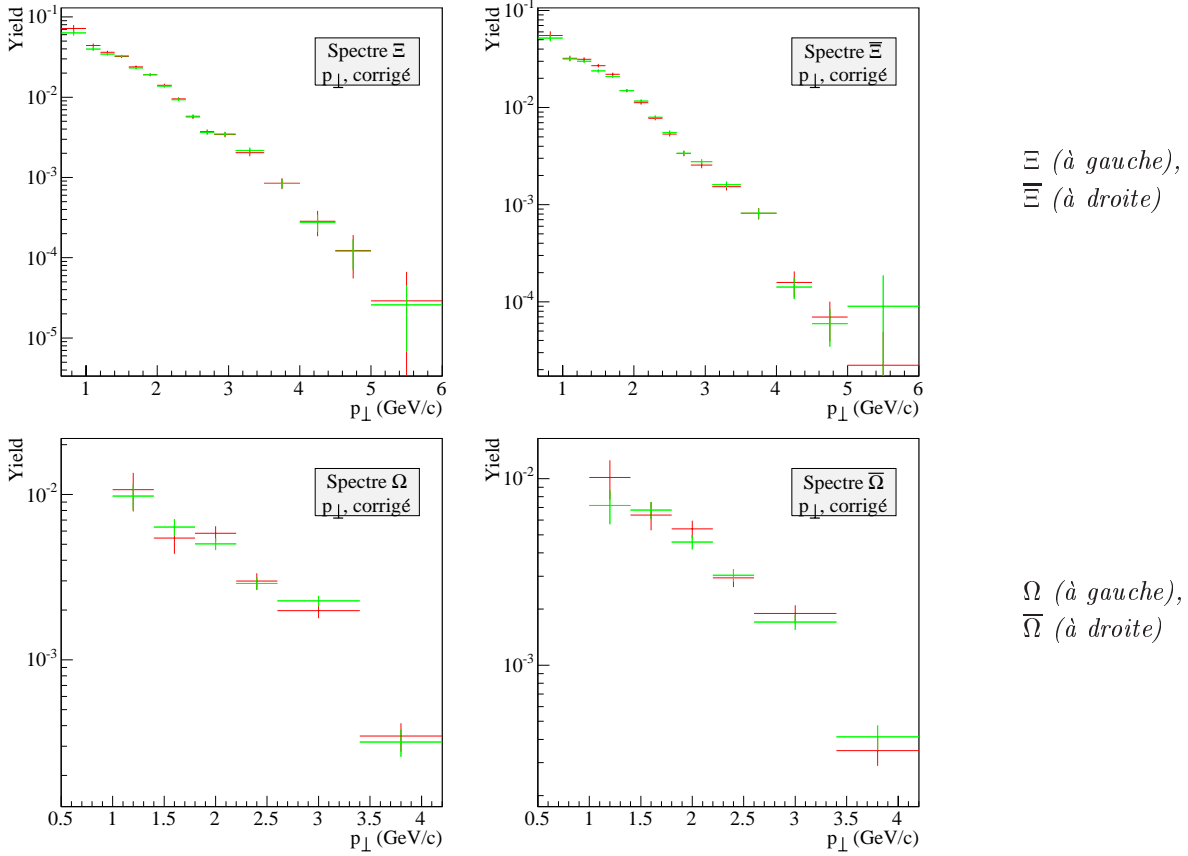 Yield
10^-1
10^-2
10^-3
10^-4
10^-5
Spectre Ξ
p⊥, corrigé
1 2 3 4 5 6
p⊥ (GeV/c)
Yield
10^-1
10^-2
10^-3
10^-4
Spectre Ξ̅
p⊥, corrigé
1 2 3 4 5 6
p⊥ (GeV/c)
Ξ (à gauche),
Ξ̅ (à droite)
Yield
10^-2
10^-3
Spectre Ω
p⊥, corrigé
0.5 1 1.5 2 2.5 3 3.5 4
p⊥ (GeV/c)
Yield
10^-2
10^-3
Spectre Ω̅
p⊥, corrigé
0.5 1 1.5 2 2.5 3 3.5 4
p⊥ (GeV/c)
Ω (à gauche),
Ω̅ (à droite)